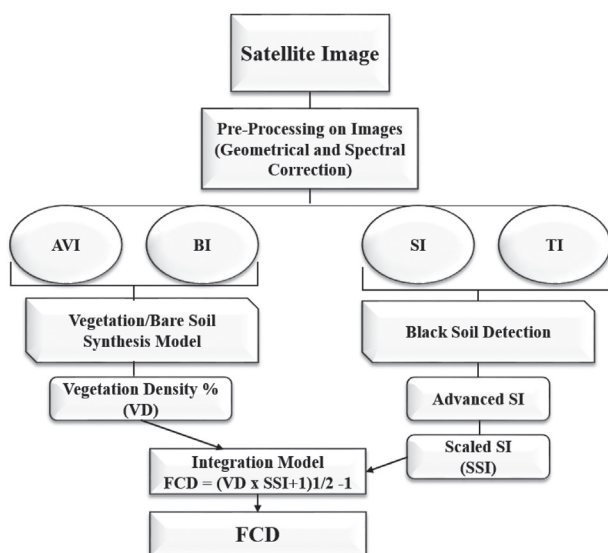 Satellite Image
Pre-Processing on Images
(Geometrical and Spectral
Correction)
AVI
BI
SI
TI
Vegetation/Bare Soil
Synthesis Model
Black Soil Detection
Vegetation Density %
(VD)
Advanced SI
Scaled SI
(SSI)
Integration Model
FCD = (VD x SSI+1)1/2 -1
FCD